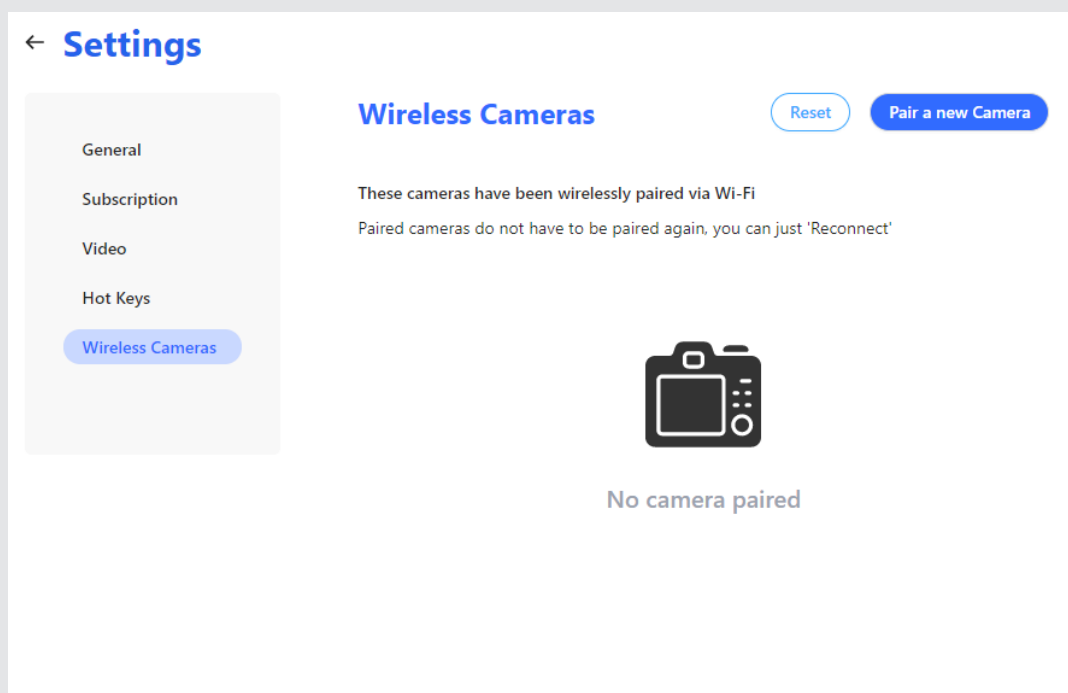 Settings
General
Subscription
Video
Hot Keys
Wireless Cameras
Wireless Cameras
Reset
Pair a new Camera
These cameras have been wirelessly paired via Wi-Fi
Paired cameras do not have to be paired again, you can just 'Reconnect'
No camera paired